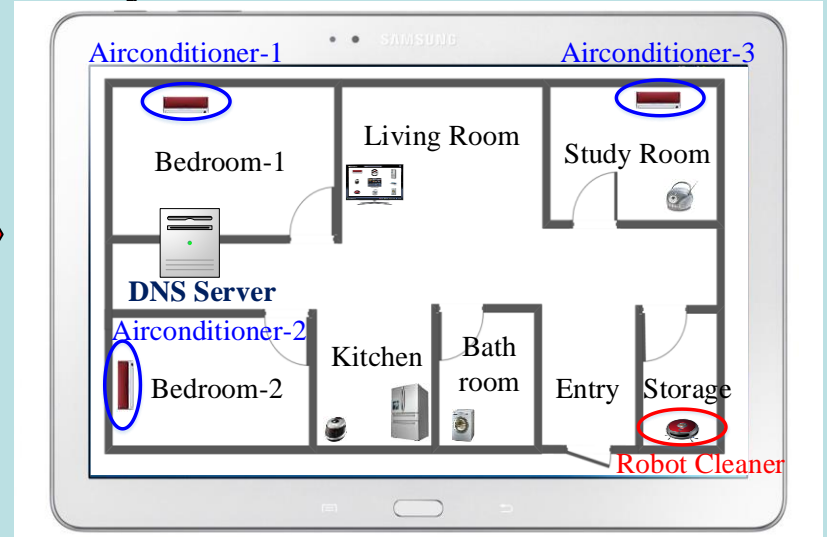 SAMSUNG
Airconditioner-1
Airconditioner-3
Living Room
Bedroom-1
Study Room
DNS Server
Airconditioner-2
Kitchen
Bath
room
Bedroom-2
Entry
Storage
Robot Cleaner